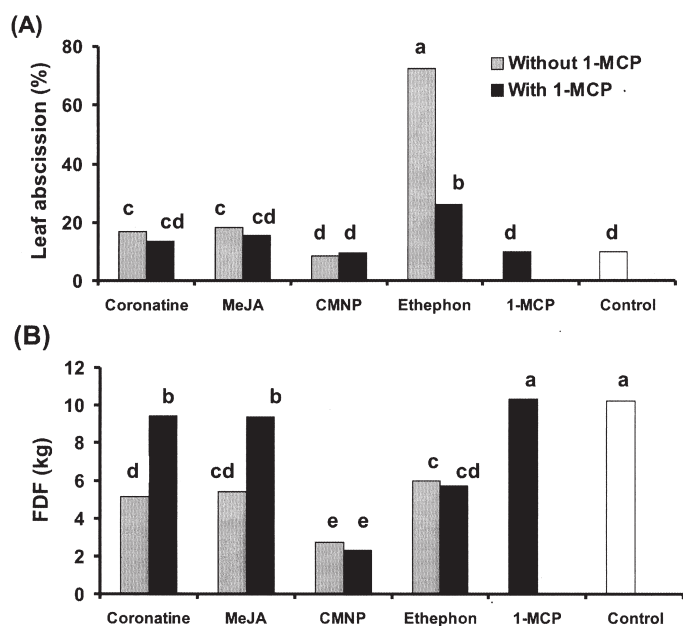 (A)
Leaf abscission (%)
80
60
40
20
0
a
b
c
cd
c
cd
d
d
d
d
Without 1-MCP
With 1-MCP
Coronatine MeJA CMNP Ethephon 1-MCP Control
(B)
FDF (kg)
12
10
8
6
4
2
0
d
b
cd
b
e
e
c
cd
a
a
Coronatine MeJA CMNP Ethephon 1-MCP Control